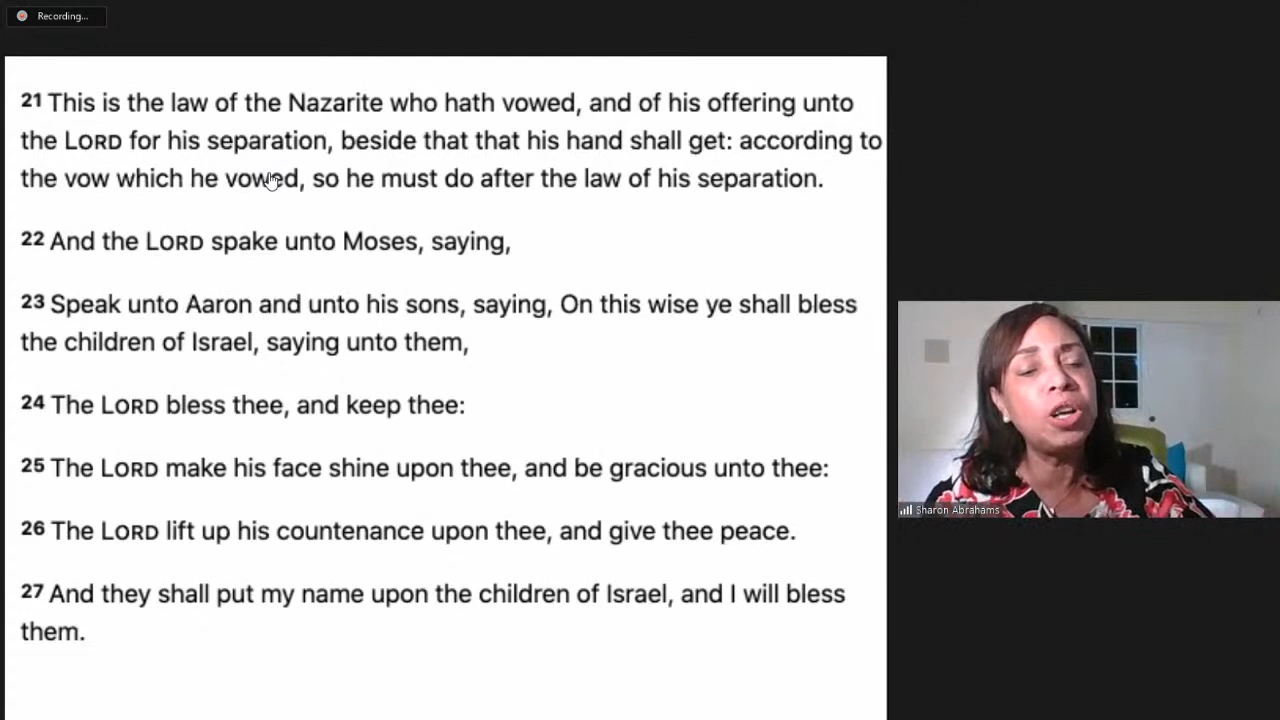 Recording...
21 This is the law of the Nazarite who hath vowed, and of his offering unto
the LORD for his separation, beside that that his hand shall get: according to
the vow which he vowed, so he must do after the law of his separation.
22 And the LORD spake unto Moses, saying,
23 Speak unto Aaron and unto his sons, saying, On this wise ye shall bless
the children of Israel, saying unto them,
24 The LORD bless thee, and keep thee:
25 The LORD make his face shine upon thee, and be gracious unto thee:
26 The LORD lift up his countenance upon thee, and give thee peace.
27 And they shall put my name upon the children of Israel, and I will bless
them.
Sharon Abrahams